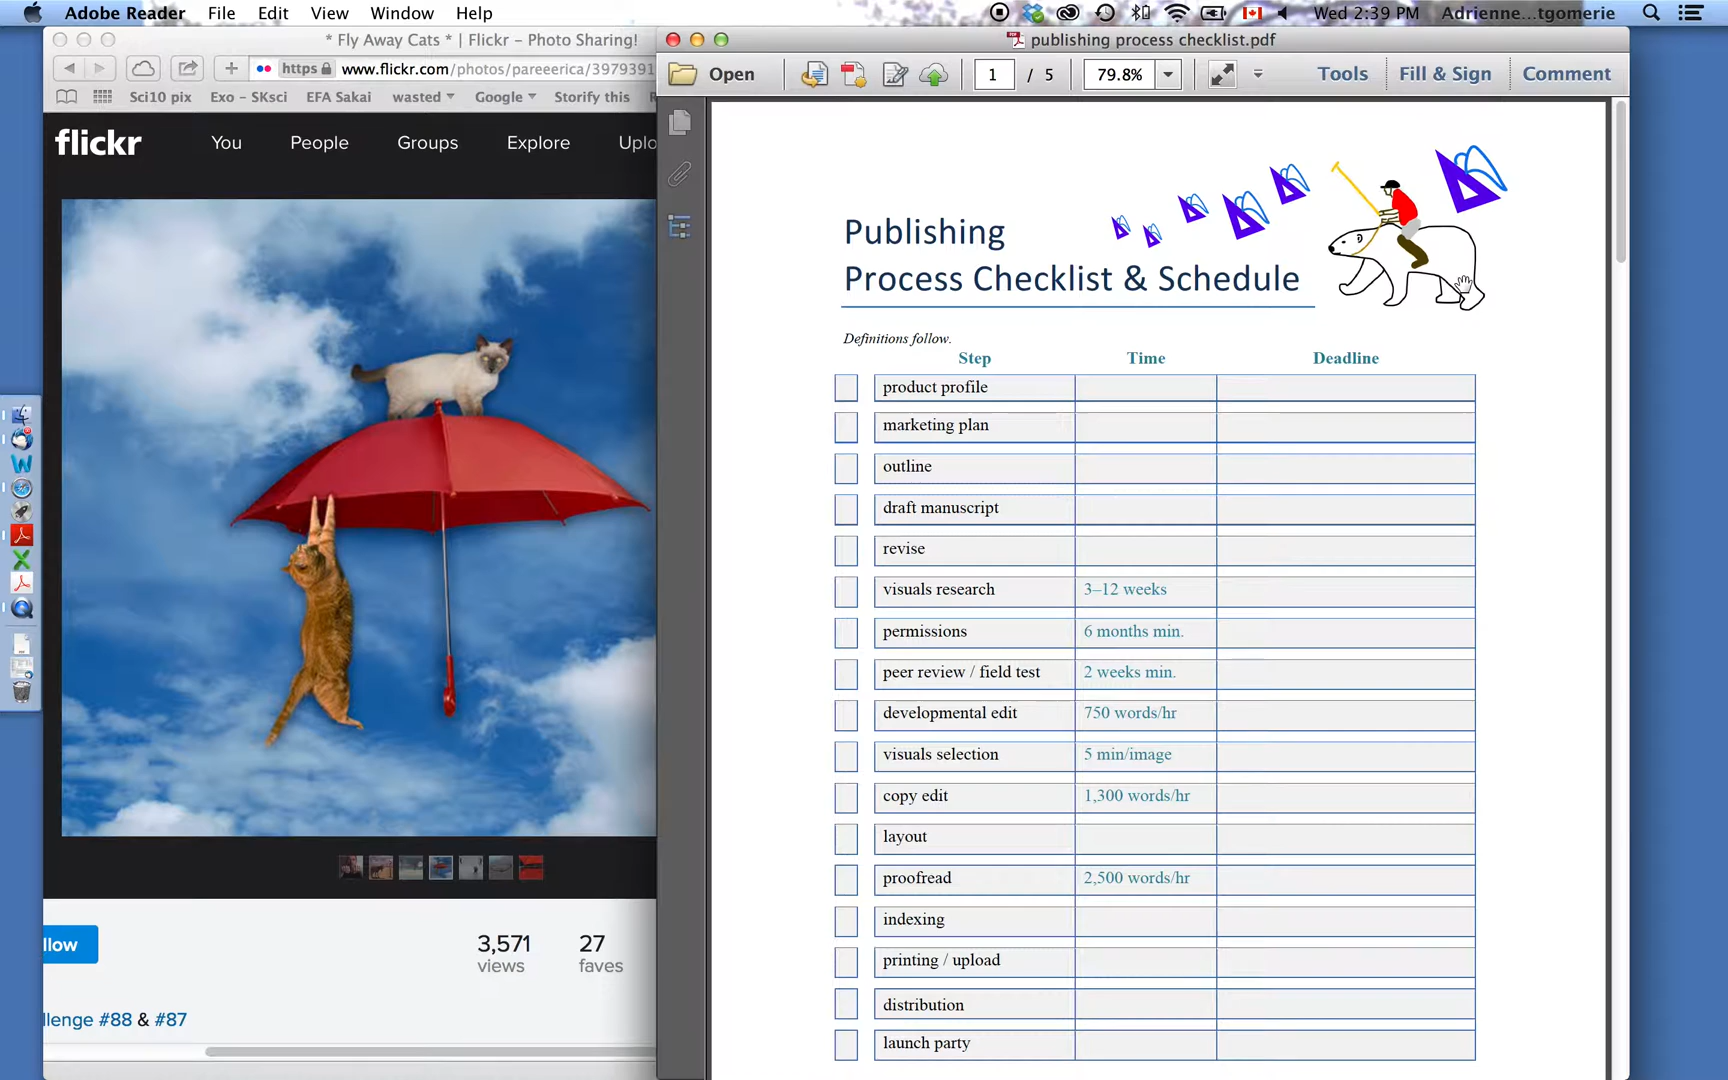 Adobe Reader File Edit View Window Help Wed 2:39 PM Adrienne...tgomerie
* Fly Away Cats * | Flickr – Photo Sharing!
https www.flickr.com/photos/pareeerica/3979391
Sci10 pix Exo – SKsci EFA Sakai wasted Google Storify this
flickr You People Groups Explore Uplo
llow
3,571 27
views faves
llenge #88 & #87
publishing process checklist.pdf
Open 1 / 5 79.8% Tools Fill & Sign Comment
Publishing
Process Checklist & Schedule
Definitions follow.
Step Time Deadline
product profile
marketing plan
outline
draft manuscript
revise
visuals research 3–12 weeks
permissions 6 months min.
peer review / field test 2 weeks min.
developmental edit 750 words/hr
visuals selection 5 min/image
copy edit 1,300 words/hr
layout
proofread 2,500 words/hr
indexing
printing / upload
distribution
launch party